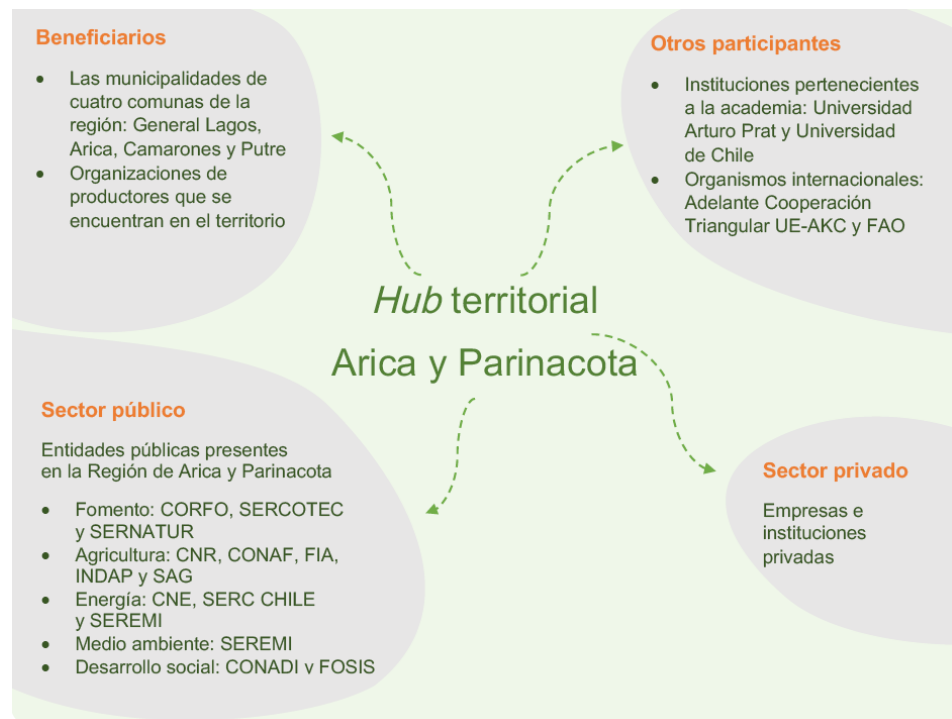 Beneficiarios
• Las municipalidades de
cuatro comunas de la
región: General Lagos,
Arica, Camarones y Putre
• Organizaciones de
productores que se
encuentran en el territorio
Otros participantes
• Instituciones pertenecientes
a la academia: Universidad
Arturo Prat y Universidad
de Chile
• Organismos internacionales:
Adelante Cooperación
Triangular UE-AKC y FAO
Hub territorial
Arica y Parinacota
Sector público
Entidades públicas presentes
en la Región de Arica y Parinacota
• Fomento: CORFO, SERCOTEC
y SERNATUR
• Agricultura: CNR, CONAF, FIA,
INDAP y SAG
• Energía: CNE, SERC CHILE
y SEREMI
• Medio ambiente: SEREMI
• Desarrollo social: CONADI y FOSIS
Sector privado
Empresas e
instituciones
privadas